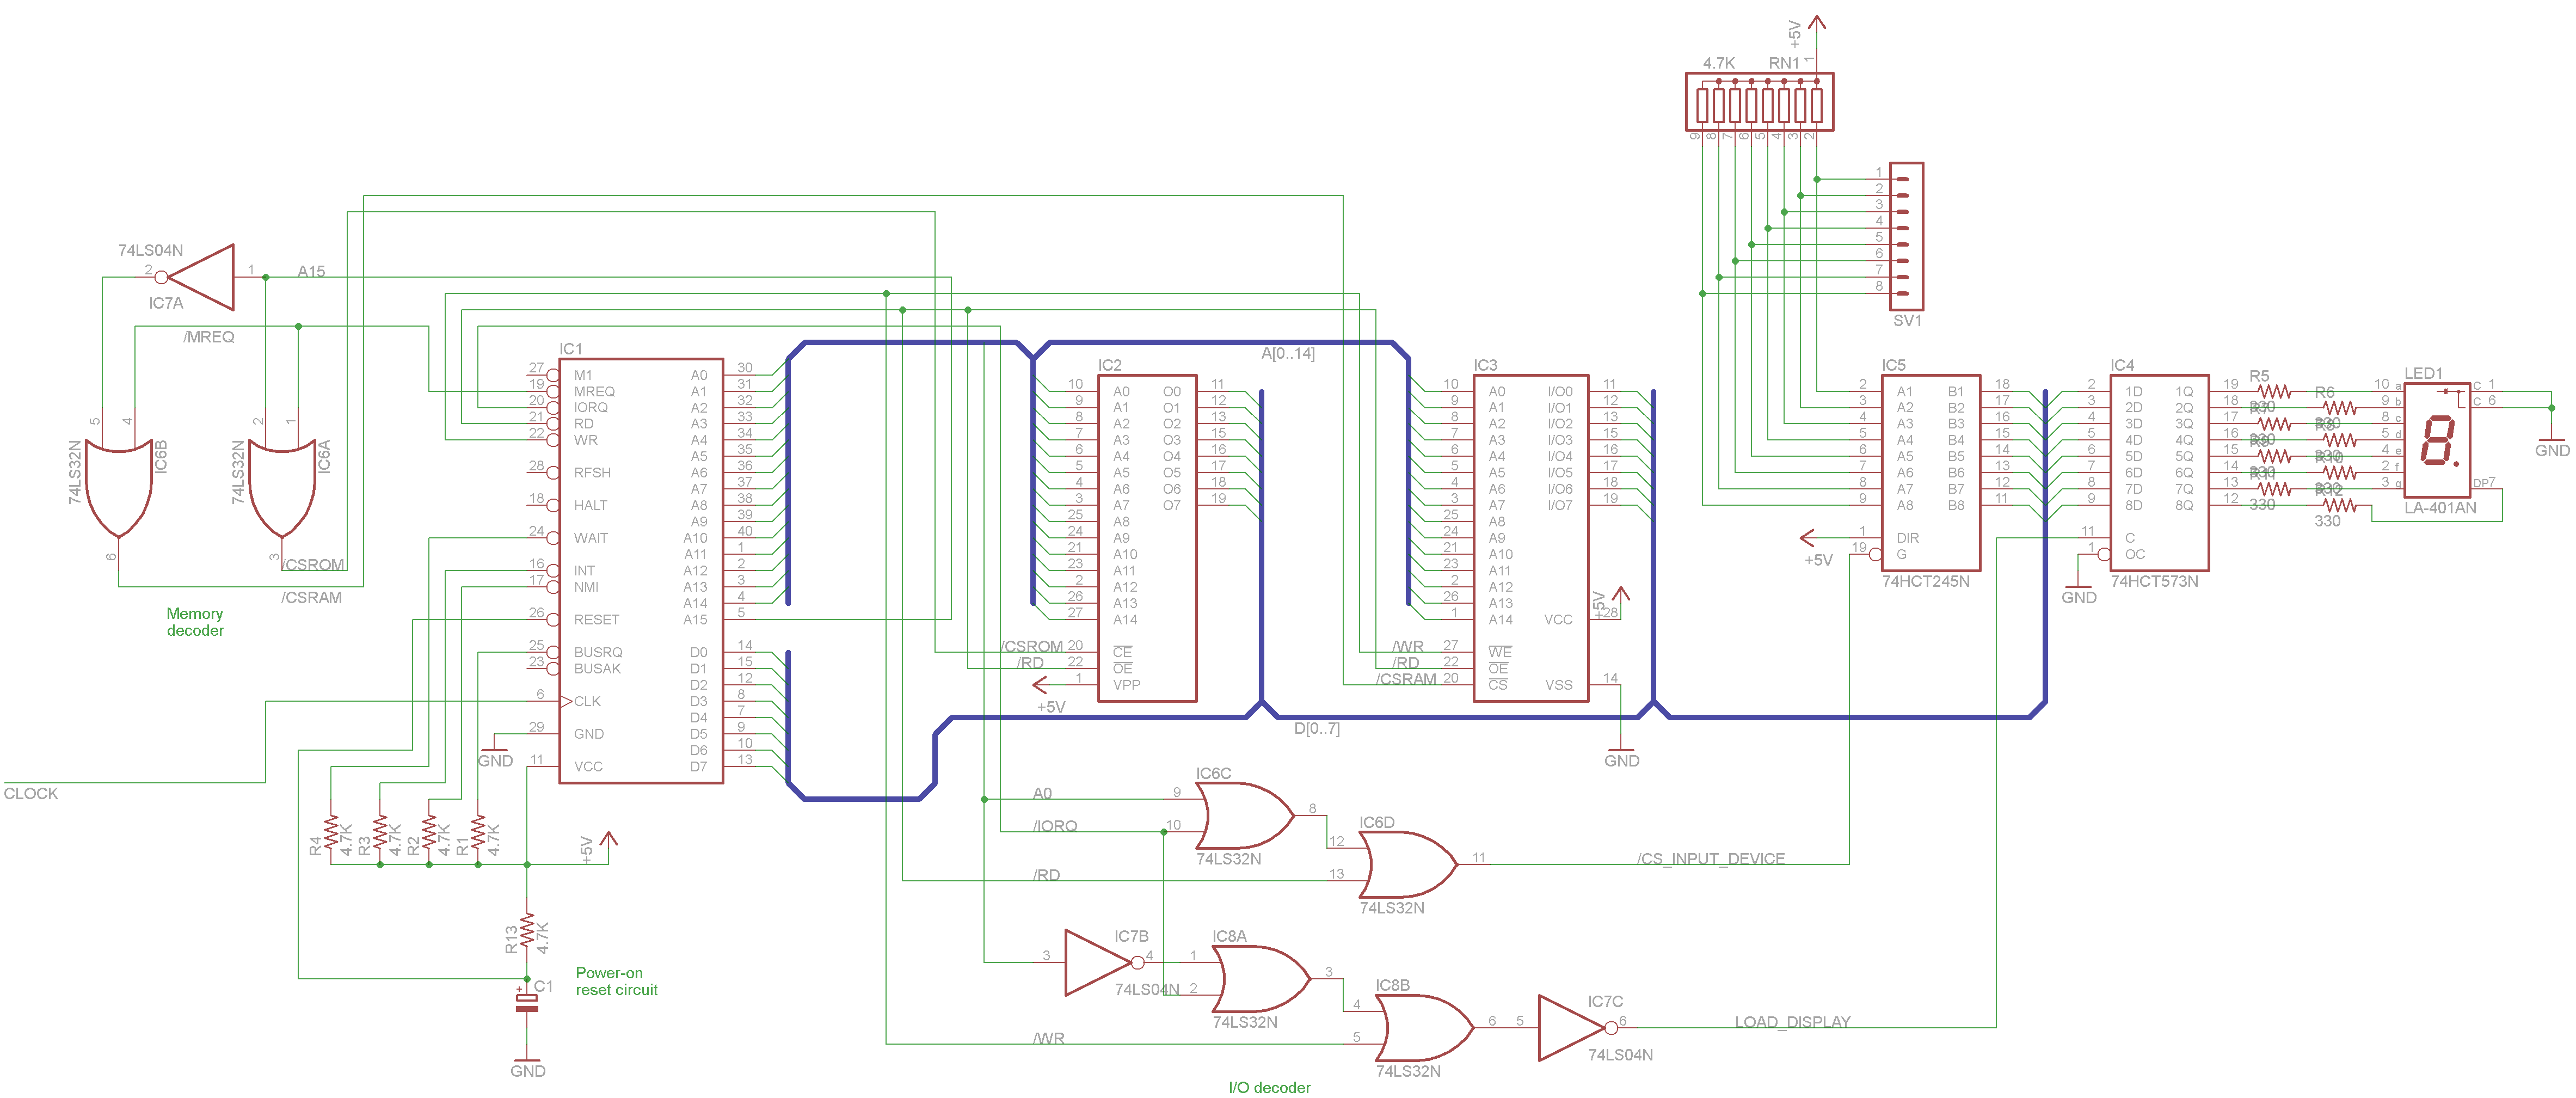 +5V
4.7K RN1
1
9 8 7 6 5 4 3 2
1
2
3
4
5
6
7
8
SV1
74LS04N
2 1 A15
IC7A
/MREQ
5 4 2 1
74LS32N IC6B 74LS32N IC6A
6 3
/CSROM
/CSRAM
Memory
decoder
IC1
27 M1 A0 30
19 MREQ A1 31
20 IORQ A2 32
21 RD A3 33
22 WR A4 34
A5 35
28 RFSH A6 36
A7 37
18 HALT A8 38
A9 39
24 WAIT A10 40
A11 1
16 INT A12 2
17 NMI A13 3
A14 4
26 RESET A15 5
25 BUSRQ D0 14
23 BUSAK D1 15
D2 12
6 CLK D3 8
D4 7
29 GND D5 9
D6 10
11 VCC D7 13
GND
CLOCK
R4 4.7K R3 4.7K R2 4.7K R1 4.7K
+5V
R13 4.7K
+ C1
Power-on
reset circuit
GND
A[0..14]
IC2
10 A0 O0 11
9 A1 O1 12
8 A2 O2 13
7 A3 O3 15
6 A4 O4 16
5 A5 O5 17
4 A6 O6 18
3 A7 O7 19
25 A8
24 A9
21 A10
23 A11
2 A12
26 A13
27 A14
/CSROM 20 CE
/RD 22 OE
1 VPP
+5V
D[0..7]
IC3
10 A0 I/O0 11
9 A1 I/O1 12
8 A2 I/O2 13
7 A3 I/O3 15
6 A4 I/O4 16
5 A5 I/O5 17
4 A6 I/O6 18
3 A7 I/O7 19
25 A8
24 A9
21 A10
23 A11
2 A12
26 A13
1 A14 VCC 28
+5V
/WR 27 WE
/RD 22 OE
/CSRAM 20 CS VSS 14
GND
IC5
2 A1 B1 18
3 A2 B2 17
4 A3 B3 16
5 A4 B4 15
6 A5 B5 14
7 A6 B6 13
8 A7 B7 12
9 A8 B8 11
1 DIR
19 G
+5V
74HCT245N
IC4
2 1D 1Q 19
3 2D 2Q 18
4 3D 3Q 17
5 4D 4Q 16
6 5D 5Q 15
7 6D 6Q 14
8 7D 7Q 13
9 8D 8Q 12
11 C
1 OC
74HCT573N
GND
R5
R6
330
330
LED1
10 a C 1
9 b C 6
8 c
5 d
4 e
2 f
3 g DP 7
LA-401AN
GND
IC6C
A0 9
/IORQ 10
8
74LS32N
IC6D
12
/RD 13
11 /CS_INPUT_DEVICE
74LS32N
IC7B
3 4
74LS04N
IC8A
1
2
3
74LS32N
IC8B
4
/WR 5
6
74LS32N
IC7C
5 6 LOAD_DISPLAY
74LS04N
I/O decoder